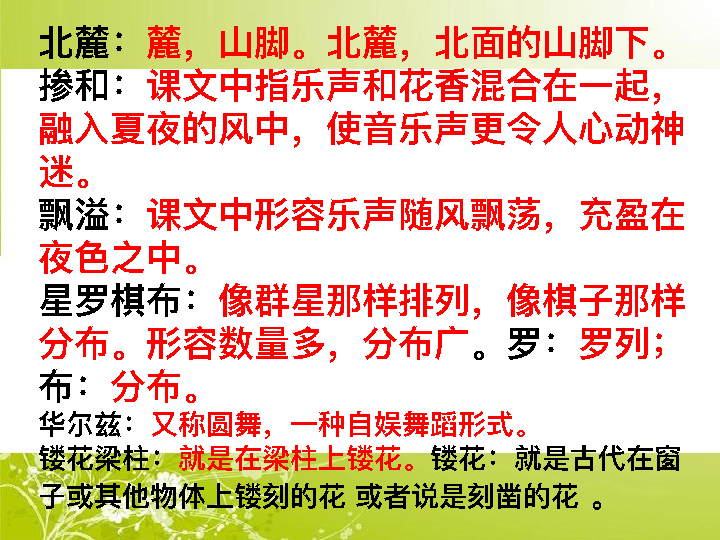 北麓：麓，山脚。北麓，北面的山脚下。
掺和：课文中指乐声和花香混合在一起，
融入夏夜的风中，使音乐声更令人心动神
迷。
飘溢：课文中形容乐声随风飘荡，充盈在
夜色之中。
星罗棋布：像群星那样排列，像棋子那样
分布。形容数量多，分布广。罗：罗列；
布：分布。
华尔兹：又称圆舞，一种自娱舞蹈形式。
镂花梁柱：就是在梁柱上镂花。镂花：就是古代在窗
子或其他物体上镂刻的花 或者说是刻凿的花 。